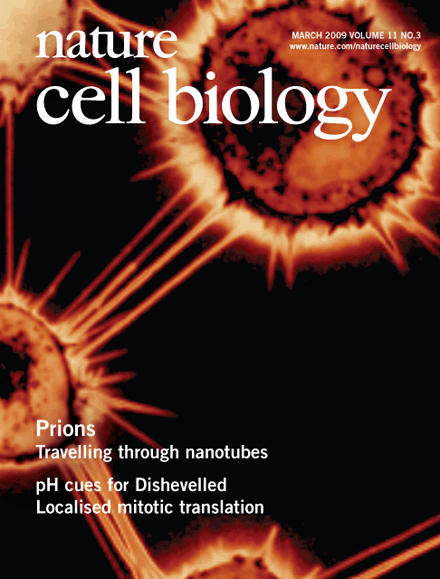 nature
cell biology
MARCH 2009 VOLUME 11 NO.3
www.nature.com/naturecellbiology
Prions
Travelling through nanotubes
pH cues for Dishevelled
Localised mitotic translation